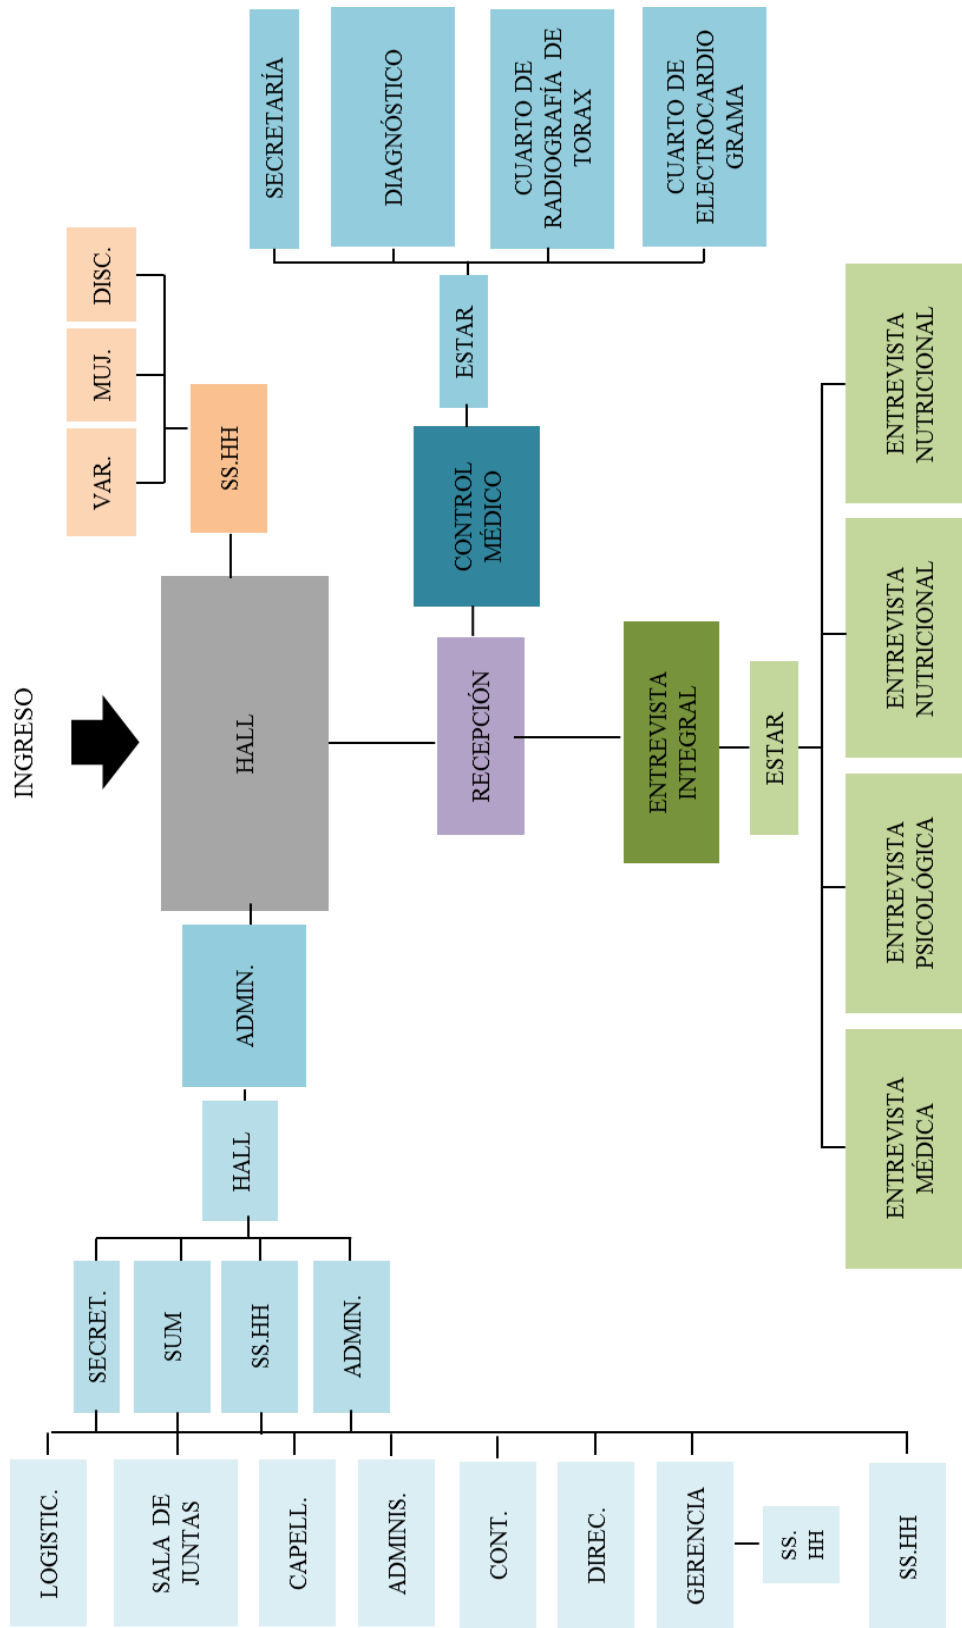 INGRESO
HALL
SS.HH
VAR.
MUJ.
DISC.
ADMIN.
HALL
SECRET.
SUM
SS.HH
ADMIN.
LOGISTIC.
SALA DE
JUNTAS
CAPELL.
ADMINIS.
CONT.
DIREC.
GERENCIA
SS.
HH
SS.HH
RECEPCIÓN
CONTROL
MÉDICO
ESTAR
SECRETARÍA
DIAGNÓSTICO
CUARTO DE
RADIOGRAFÍA DE
TORAX
CUARTO DE
ELECTROCARDIO
GRAMA
ENTREVISTA
INTEGRAL
ESTAR
ENTREVISTA
MÉDICA
ENTREVISTA
PSICOLÓGICA
ENTREVISTA
NUTRICIONAL
ENTREVISTA
NUTRICIONAL